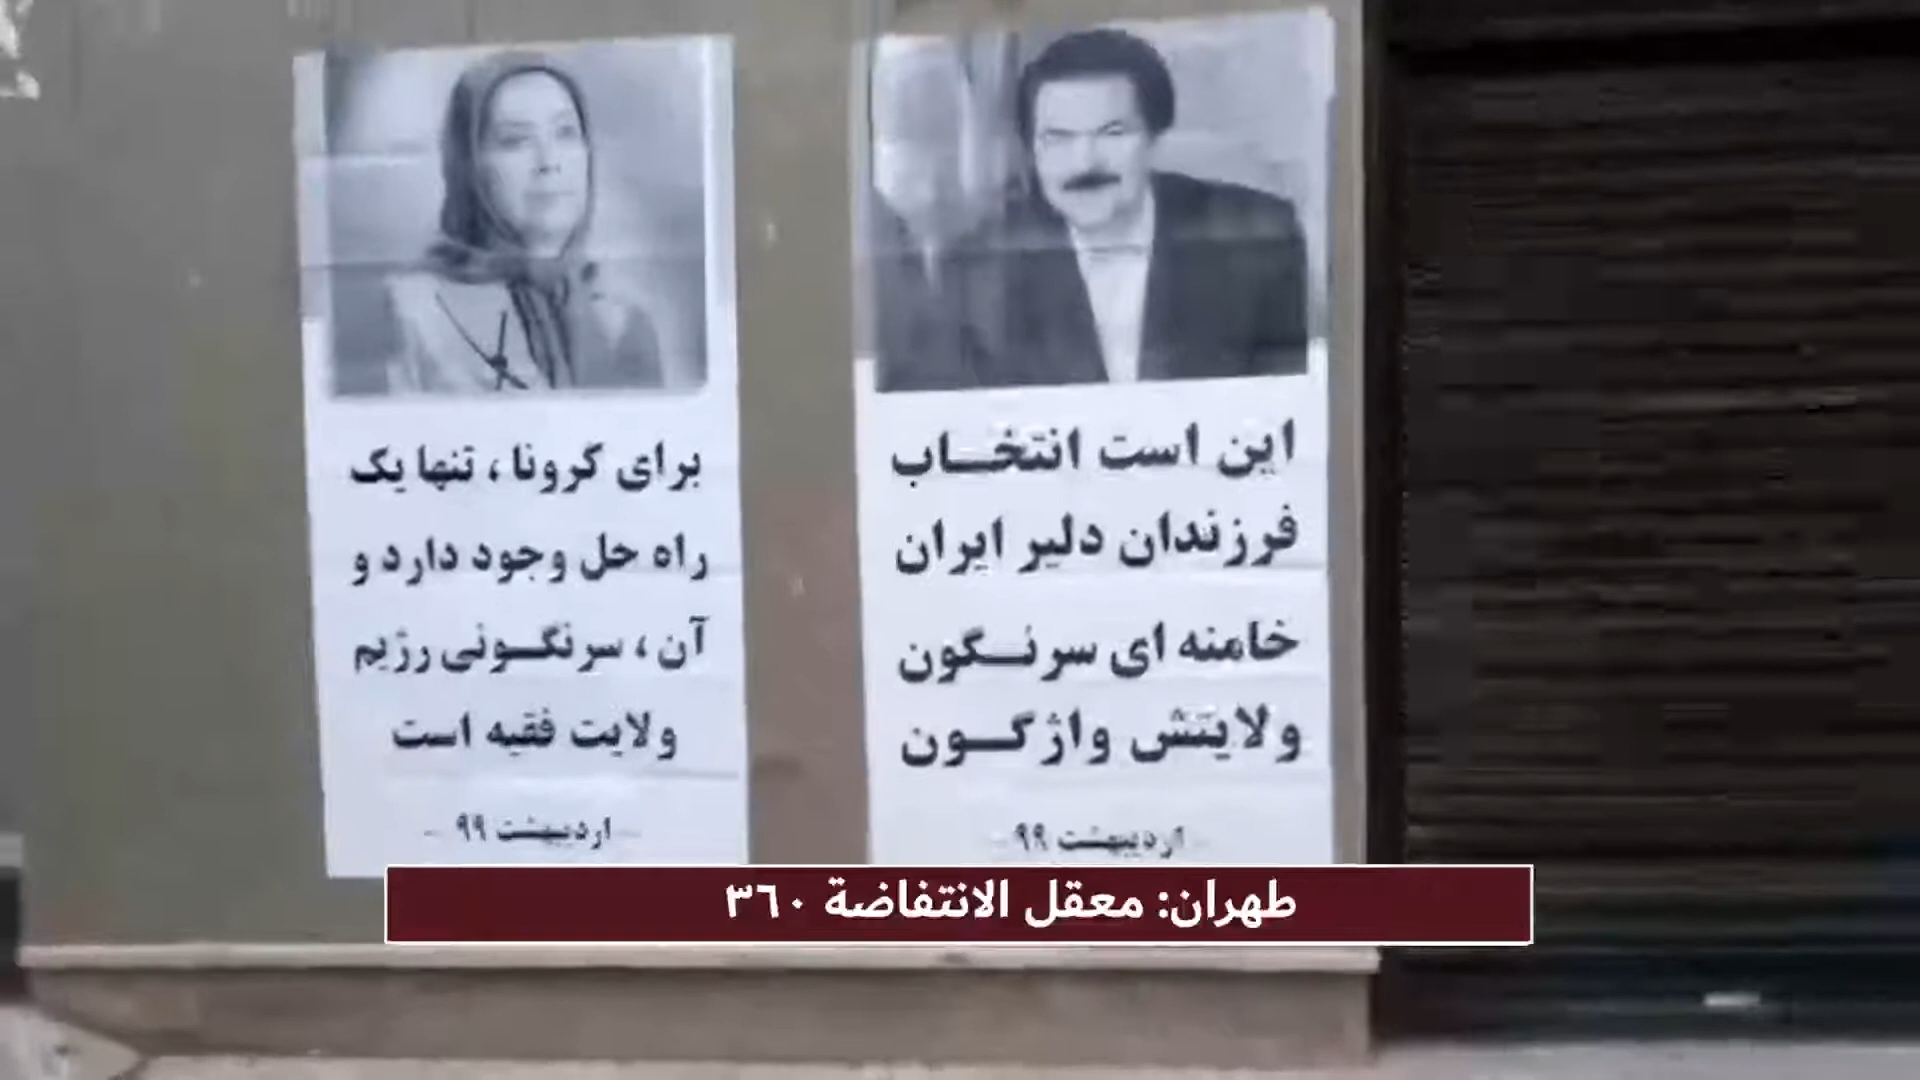 برای کرونا ، تنها یک
راه حل وجود دارد و
آن ، سرنگونی رژیم
ولایت فقیه است
اردیبهشت ۹۹
این است انتخاب
فرزندان دلیر ایران
خامنه ای سرنگون
ولایتش واژگون
اردیبهشت ۹۹
طهران: معقل الانتفاضة ٣٦٠